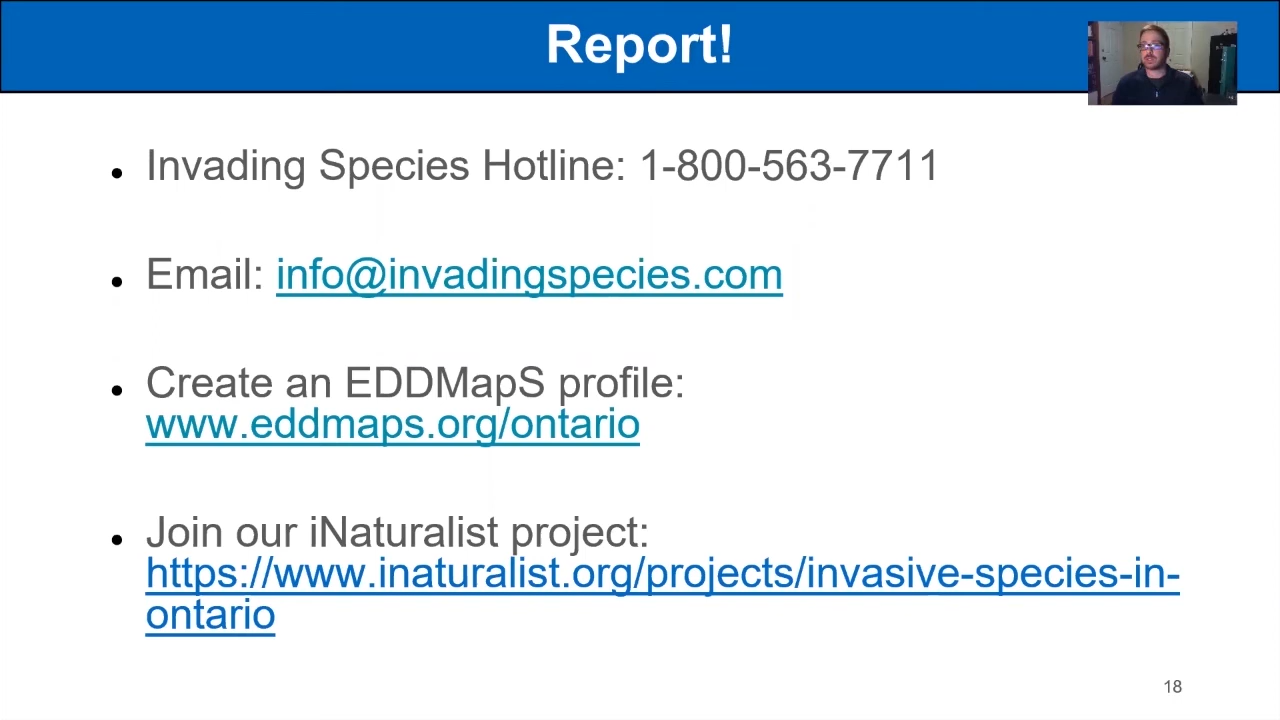 Report!
• Invading Species Hotline: 1-800-563-7711
• Email: info@invadingspecies.com
• Create an EDDMapS profile:
www.eddmaps.org/ontario
• Join our iNaturalist project:
https://www.inaturalist.org/projects/invasive-species-in-
ontario
18